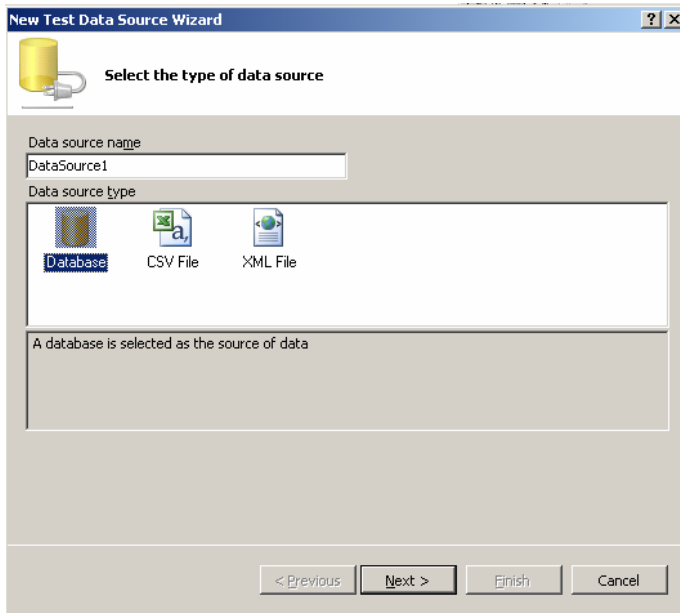 New Test Data Source Wizard
Select the type of data source
Data source name
DataSource1
Data source type
a,
Database CSV File XML File
A database is selected as the source of data
< Previous Next > Finish Cancel